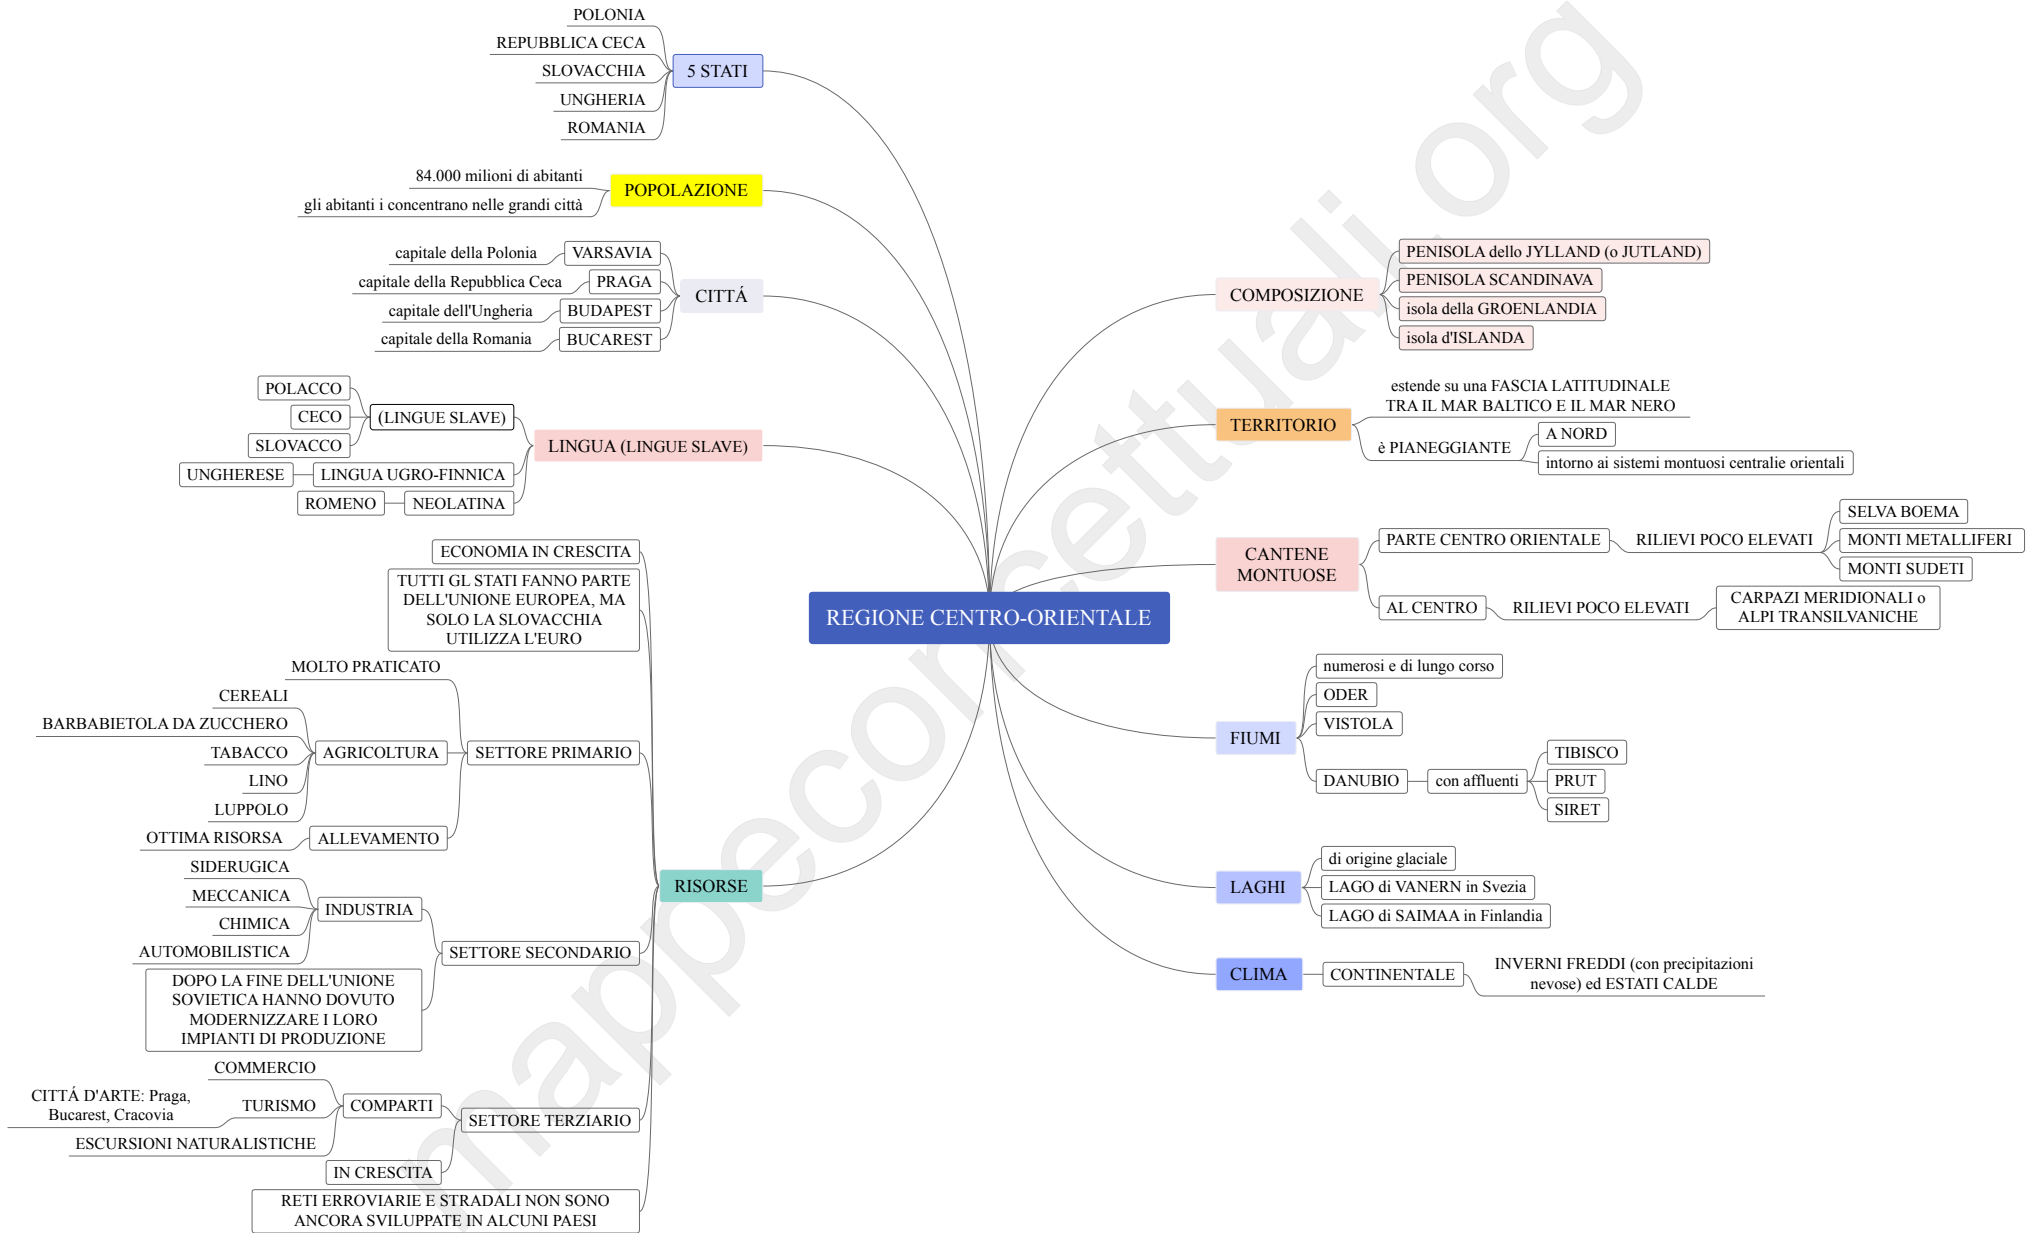 REGIONE CENTRO-ORIENTALE
5 STATI
POLONIA
REPUBBLICA CECA
SLOVACCHIA
UNGHERIA
ROMANIA
POPOLAZIONE
84.000 milioni di abitanti
gli abitanti i concentrano nelle grandi città
CITTÁ
VARSAVIA
capitale della Polonia
PRAGA
capitale della Repubblica Ceca
BUDAPEST
capitale dell'Ungheria
BUCAREST
capitale della Romania
LINGUA (LINGUE SLAVE)
(LINGUE SLAVE)
POLACCO
CECO
SLOVACCO
LINGUA UGRO-FINNICA
UNGHERESE
NEOLATINA
ROMENO
RISORSE
ECONOMIA IN CRESCITA
TUTTI GL STATI FANNO PARTE
DELL'UNIONE EUROPEA, MA
SOLO LA SLOVACCHIA
UTILIZZA L'EURO
SETTORE PRIMARIO
MOLTO PRATICATO
AGRICOLTURA
CEREALI
BARBABIETOLA DA ZUCCHERO
TABACCO
LINO
LUPPOLO
ALLEVAMENTO
OTTIMA RISORSA
SETTORE SECONDARIO
INDUSTRIA
SIDERUGICA
MECCANICA
CHIMICA
AUTOMOBILISTICA
DOPO LA FINE DELL'UNIONE
SOVIETICA HANNO DOVUTO
MODERNIZZARE I LORO
IMPIANTI DI PRODUZIONE
SETTORE TERZIARIO
COMPARTI
COMMERCIO
TURISMO
CITTÁ D'ARTE: Praga,
Bucarest, Cracovia
ESCURSIONI NATURALISTICHE
IN CRESCITA
RETI ERROVIARIE E STRADALI NON SONO
ANCORA SVILUPPATE IN ALCUNI PAESI
COMPOSIZIONE
PENISOLA dello JYLLAND (o JUTLAND)
PENISOLA SCANDINAVA
isola della GROENLANDIA
isola d'ISLANDA
TERRITORIO
estende su una FASCIA LATITUDINALE
TRA IL MAR BALTICO E IL MAR NERO
è PIANEGGIANTE
A NORD
intorno ai sistemi montuosi centralie orientali
CANTENE
MONTUOSE
PARTE CENTRO ORIENTALE
RILIEVI POCO ELEVATI
SELVA BOEMA
MONTI METALLIFERI
MONTI SUDETI
AL CENTRO
RILIEVI POCO ELEVATI
CARPAZI MERIDIONALI o
ALPI TRANSILVANICHE
FIUMI
numerosi e di lungo corso
ODER
VISTOLA
DANUBIO
con affluenti
TIBISCO
PRUT
SIRET
LAGHI
di origine glaciale
LAGO di VANERN in Svezia
LAGO di SAIMAA in Finlandia
CLIMA
CONTINENTALE
INVERNI FREDDI (con precipitazioni
nevose) ed ESTATI CALDE
mappeconcettuali.org